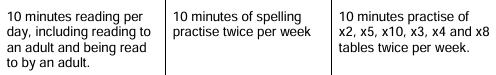 10 minutes reading per
day, including reading to
an adult and being read
to by an adult.
10 minutes of spelling
practise twice per week
10 minutes practise of
x2, x5, x10, x3, x4 and x8
tables twice per week.